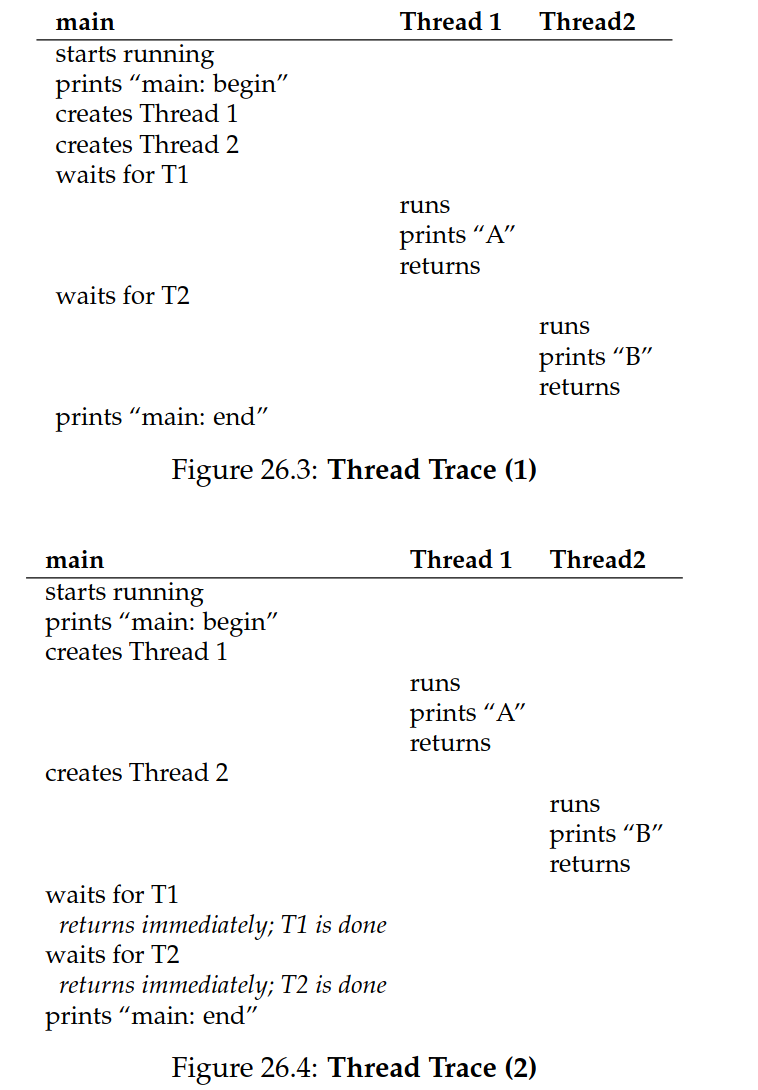 main Thread 1 Thread2
starts running
prints “main: begin”
creates Thread 1
creates Thread 2
waits for T1
runs
prints “A”
returns
waits for T2
runs
prints “B”
returns
prints “main: end”
Figure 26.3: Thread Trace (1)
main Thread 1 Thread2
starts running
prints “main: begin”
creates Thread 1
runs
prints “A”
returns
creates Thread 2
runs
prints “B”
returns
waits for T1
returns immediately; T1 is done
waits for T2
returns immediately; T2 is done
prints “main: end”
Figure 26.4: Thread Trace (2)